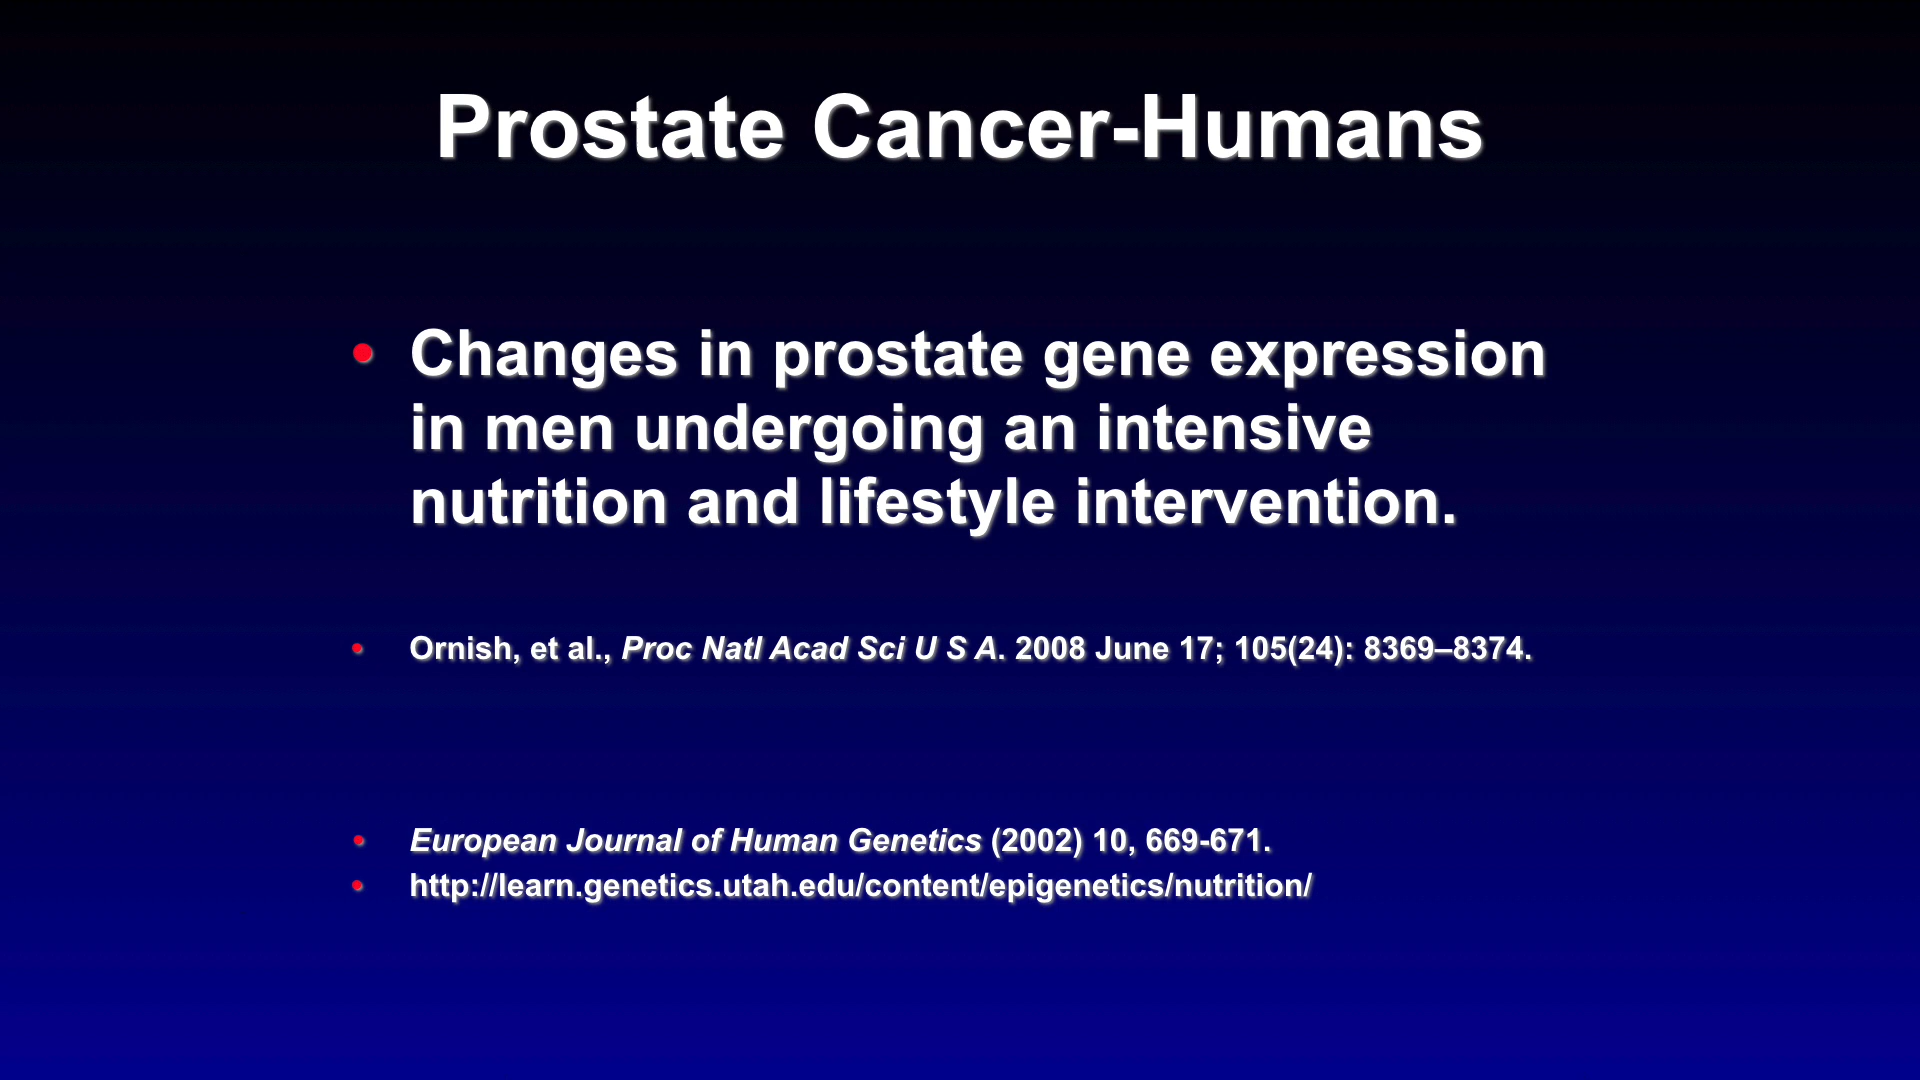 Prostate Cancer-Humans
• Changes in prostate gene expression
in men undergoing an intensive
nutrition and lifestyle intervention.
• Ornish, et al., Proc Natl Acad Sci U S A. 2008 June 17; 105(24): 8369–8374.
• European Journal of Human Genetics (2002) 10, 669-671.
• http://learn.genetics.utah.edu/content/epigenetics/nutrition/